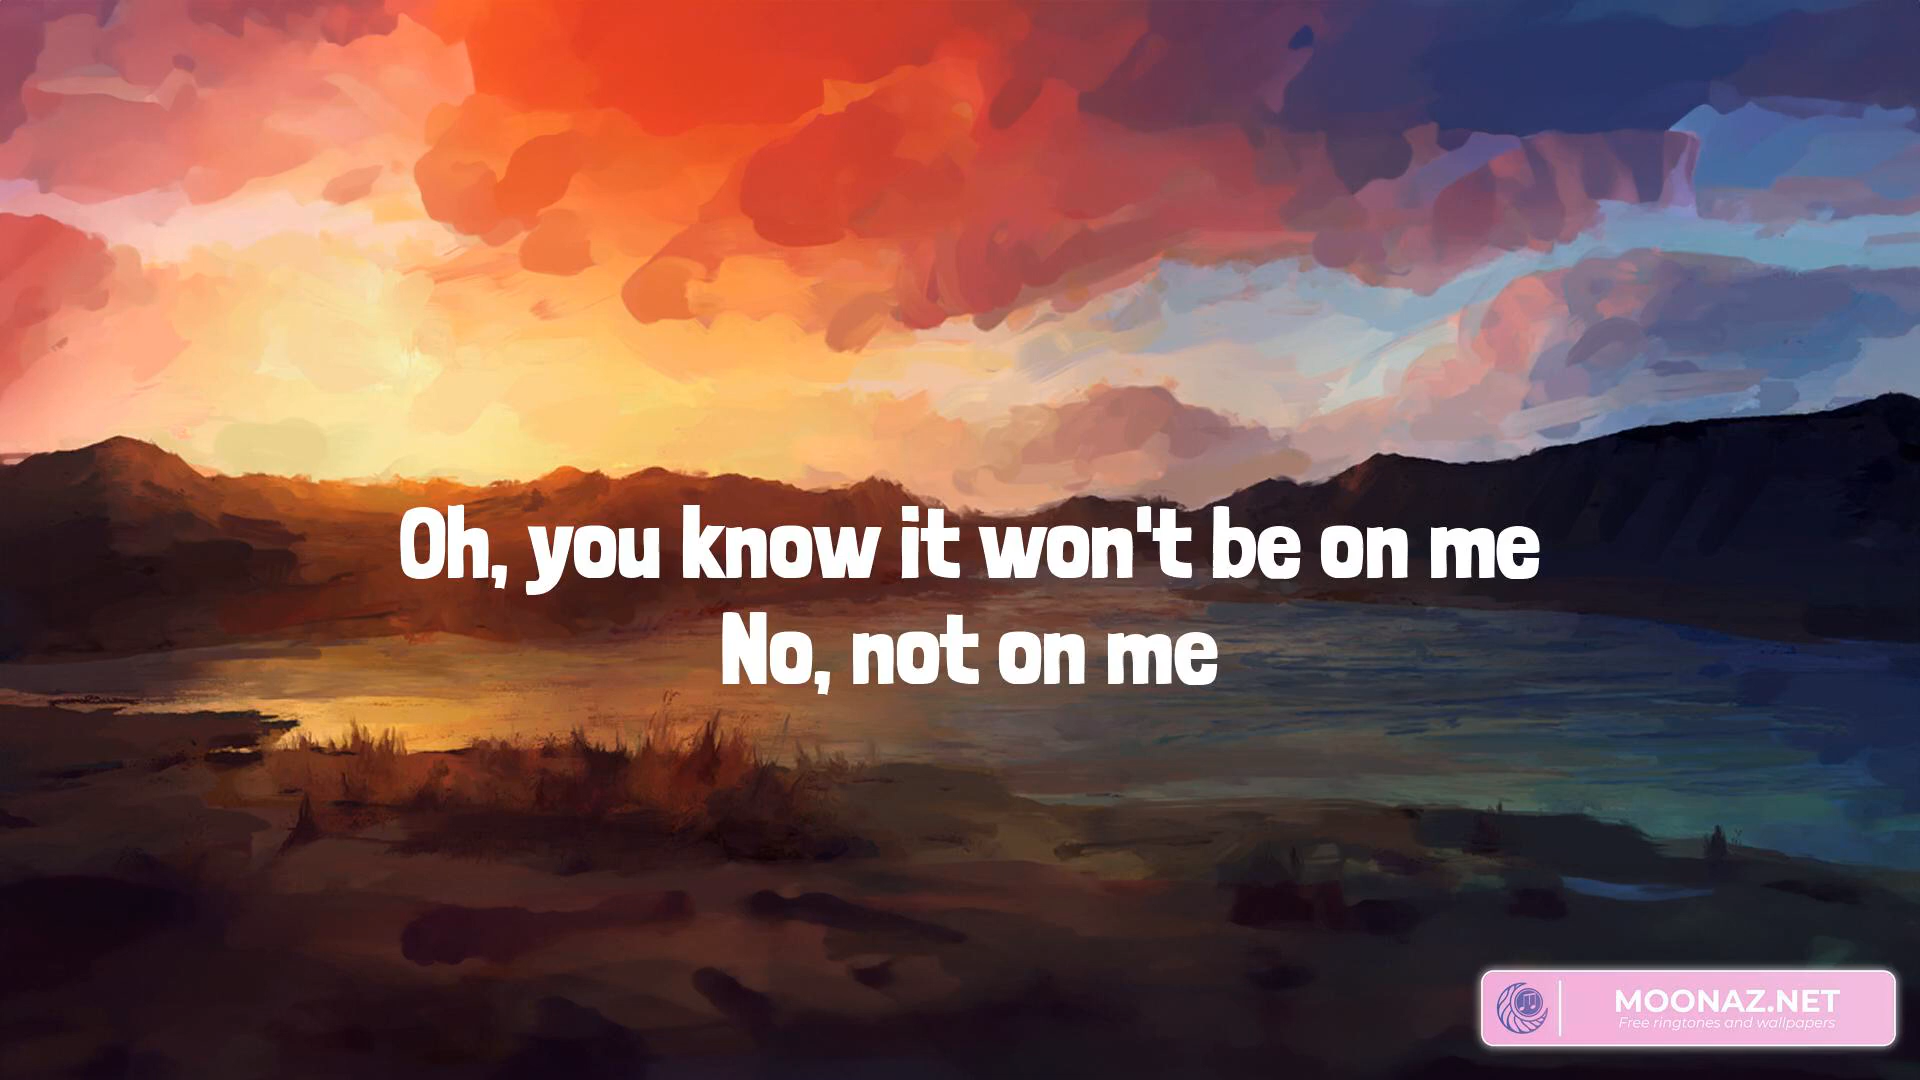 Oh, you know it won't be on me
No, not on me
MOONAZ.NET
Free ringtones and wallpapers